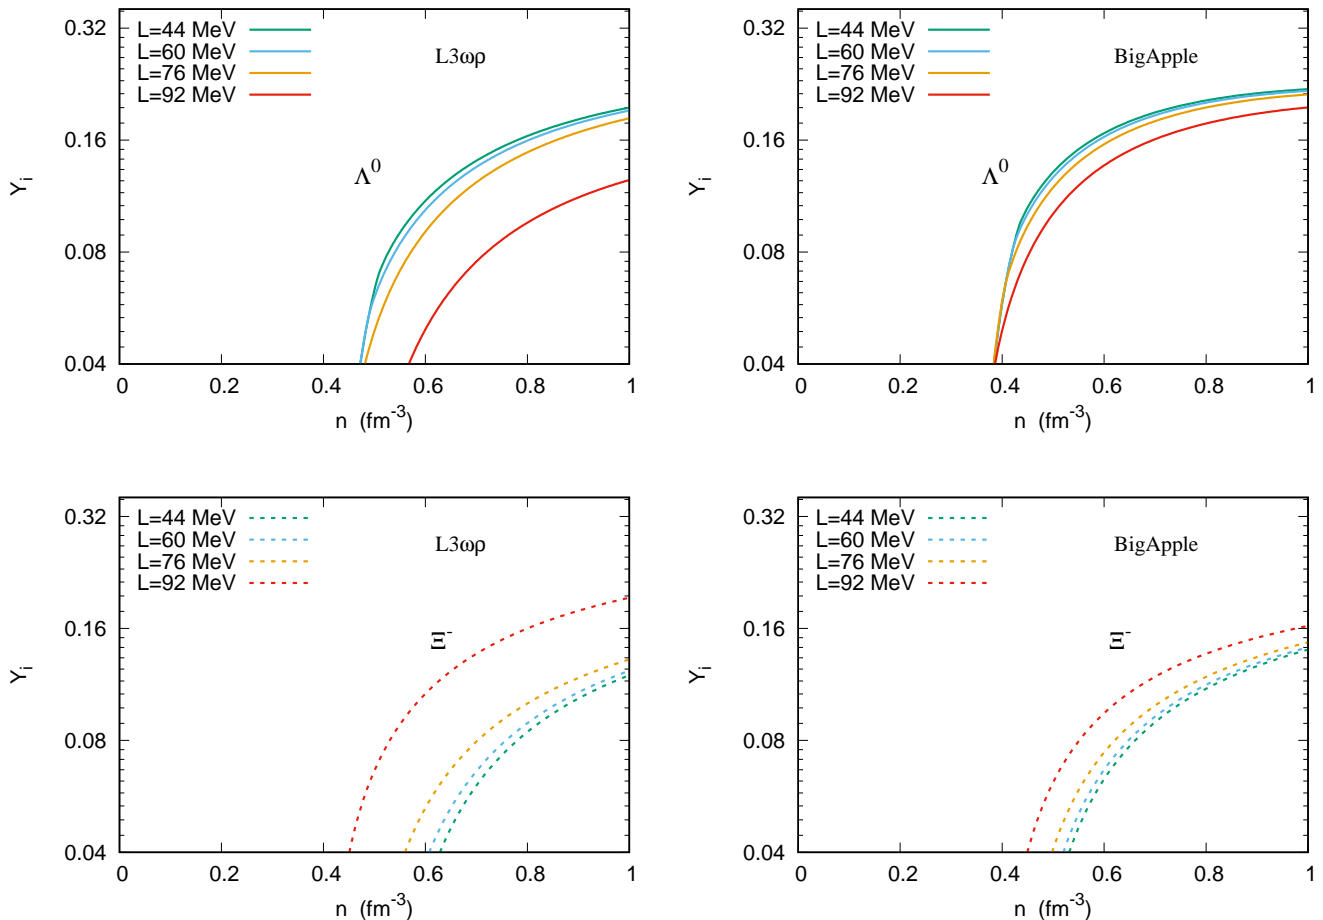 L=44 MeV
L=60 MeV
L=76 MeV
L=92 MeV
L3ωρ
Λ⁰
0.32
0.16
0.08
0.04
Y_i
0 0.2 0.4 0.6 0.8 1
n (fm⁻³)
L=44 MeV
L=60 MeV
L=76 MeV
L=92 MeV
BigApple
Λ⁰
0.32
0.16
0.08
0.04
Y_i
0 0.2 0.4 0.6 0.8 1
n (fm⁻³)
L=44 MeV
L=60 MeV
L=76 MeV
L=92 MeV
L3ωρ
Ξ⁻
0.32
0.16
0.08
0.04
Y_i
0 0.2 0.4 0.6 0.8 1
n (fm⁻³)
L=44 MeV
L=60 MeV
L=76 MeV
L=92 MeV
BigApple
Ξ⁻
0.32
0.16
0.08
0.04
Y_i
0 0.2 0.4 0.6 0.8 1
n (fm⁻³)